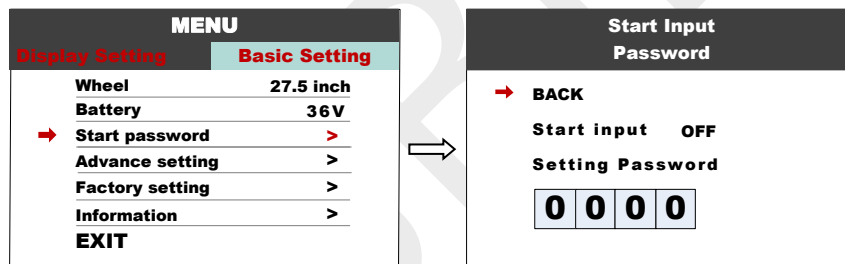 MENU
Display Setting Basic Setting
Wheel 27.5 inch
Battery 36V
Start password >
Advance setting >
Factory setting >
Information >
EXIT
Start Input
Password
BACK
Start input OFF
Setting Password
0 0 0 0